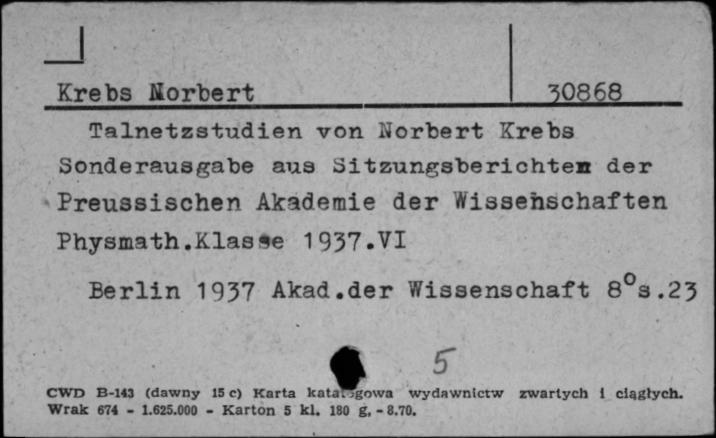 Krebs Norbert 30868
Talnetzstudien von Norbert Krebs
Sonderausgabe aus Sitzungsberichten der
Preussischen Akademie der Wissenschaften
Physmath.Klasse 1937.VI
Berlin 1937 Akad.der Wissenschaft 8°s.23
5
CWD B-143 (dawny 15 c) Karta katalogowa wydawnictw zwartych i ciągłych.
Wrak 674 - 1.625.000 - Karton 5 kl. 180 g, - 8.70.